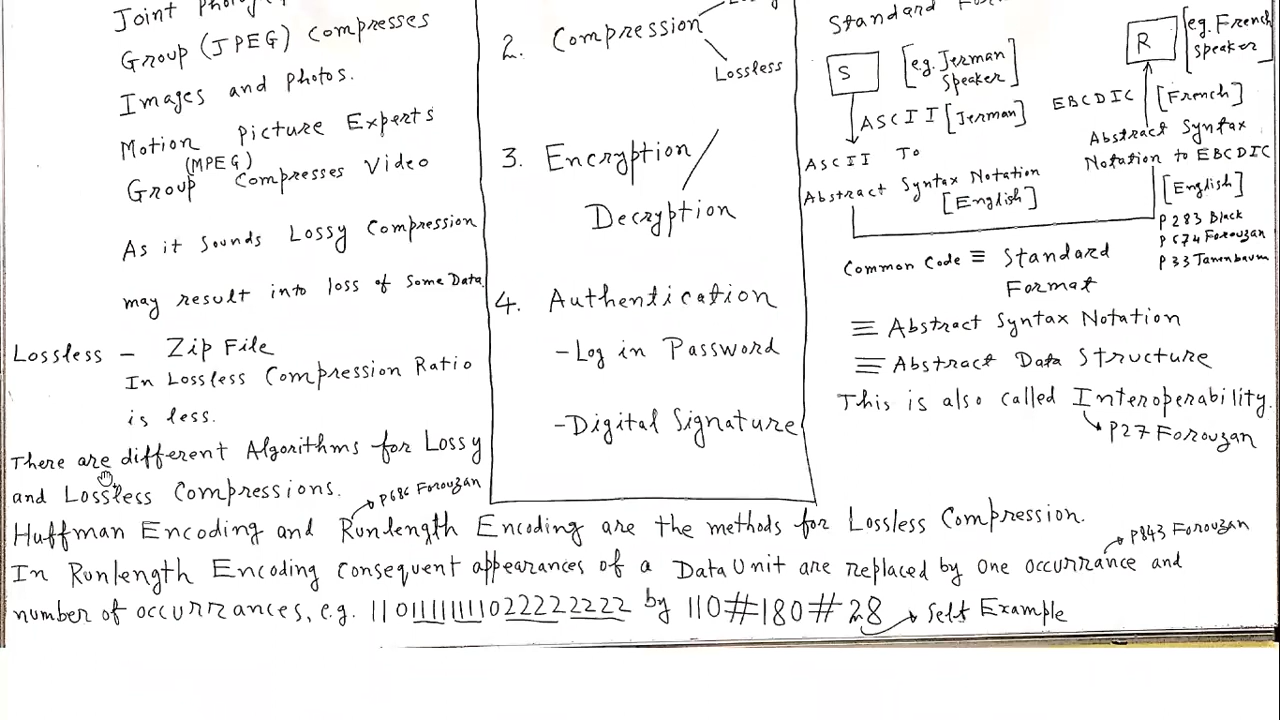 Joint
Group (JPEG) Compresses
Images and Photos.
Motion Picture Experts
(MPEG)
Group Compresses Video
As it Sounds Lossy Compression
may result into loss of Some Data
Lossless - Zip File
In Lossless Compression Ratio
is less.
There are different Algorithms for Lossy
and Lossless Compressions.
2. Compression
Lossless
3. Encryption/
Decryption
4. Authentication
- Log in Password
- Digital Signature
Standard
S [e.g. Jerman
Speaker]
R [e.g. French
Speaker]
ASCII [Jerman]
EBCDIC [French]
ASCII To
Abstract Syntax Notation
[English]
Abstract Syntax
Notation to EBCDIC
[English]
P 283 Black
P 674 Forouzan
P 33 Tanenbaum
Common Code ≡ Standard
Format
≡ Abstract Syntax Notation
≡ Abstract Data Structure
This is also called Interoperability.
P27 Forouzan
P686 Forouzan
Huffman Encoding and Runlength Encoding are the methods for Lossless Compression.
P843 Forouzan
In Runlength Encoding Consequent appearances of a Data Unit are replaced by one occurrance and
number of occurrances, e.g. 110111111111022222222 by 110#180#28 Self Example